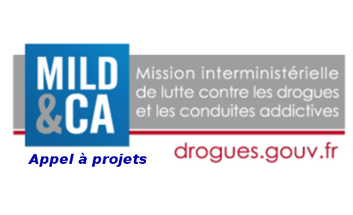 MILD
&CA
Mission interministérielle
de lutte contre les drogues
et les conduites addictives
Appel à projets
drogues.gouv.fr